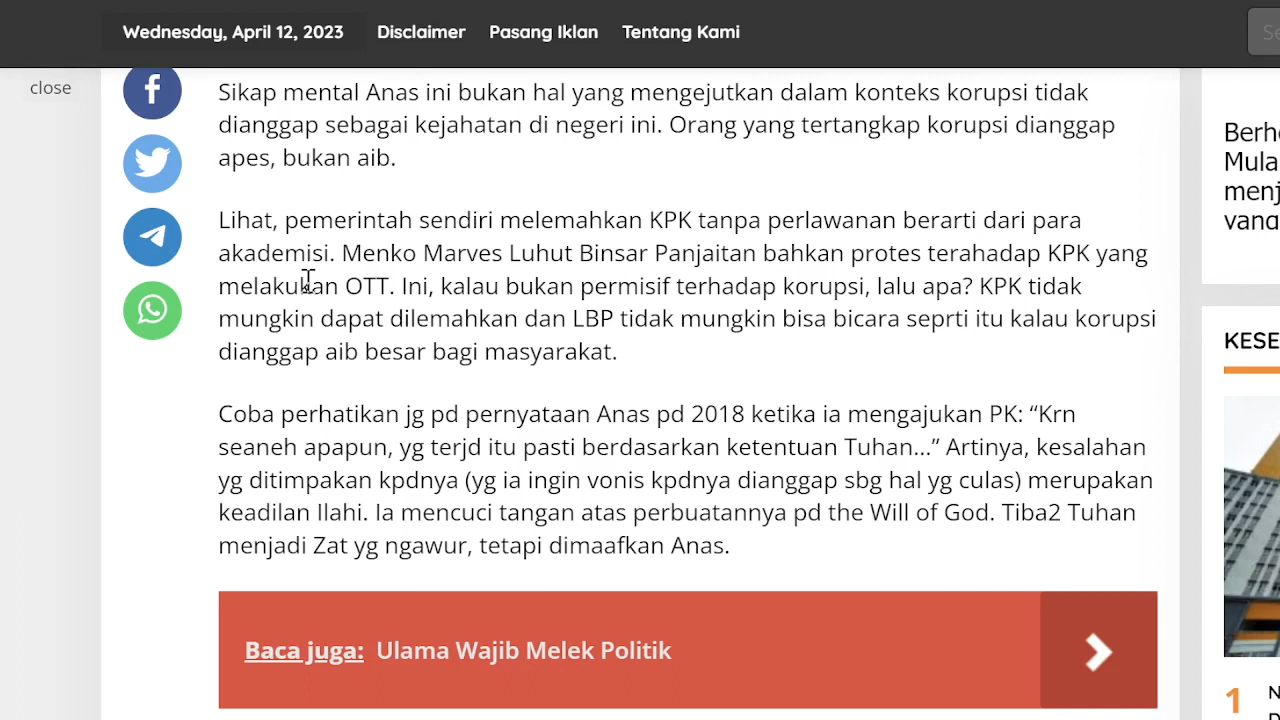 Wednesday, April 12, 2023 Disclaimer Pasang Iklan Tentang Kami
close
Sikap mental Anas ini bukan hal yang mengejutkan dalam konteks korupsi tidak
dianggap sebagai kejahatan di negeri ini. Orang yang tertangkap korupsi dianggap
apes, bukan aib.
Lihat, pemerintah sendiri melemahkan KPK tanpa perlawanan berarti dari para
akademisi. Menko Marves Luhut Binsar Panjaitan bahkan protes terahadap KPK yang
melakukan OTT. Ini, kalau bukan permisif terhadap korupsi, lalu apa? KPK tidak
mungkin dapat dilemahkan dan LBP tidak mungkin bisa bicara seprti itu kalau korupsi
dianggap aib besar bagi masyarakat.
Coba perhatikan jg pd pernyataan Anas pd 2018 ketika ia mengajukan PK: “Krn
seaneh apapun, yg terjd itu pasti berdasarkan ketentuan Tuhan...” Artinya, kesalahan
yg ditimpakan kpdnya (yg ia ingin vonis kpdnya dianggap sbg hal yg culas) merupakan
keadilan Ilahi. Ia mencuci tangan atas perbuatannya pd the Will of God. Tiba2 Tuhan
menjadi Zat yg ngawur, tetapi dimaafkan Anas.
Baca juga: Ulama Wajib Melek Politik
Mula
menj
KESE
1